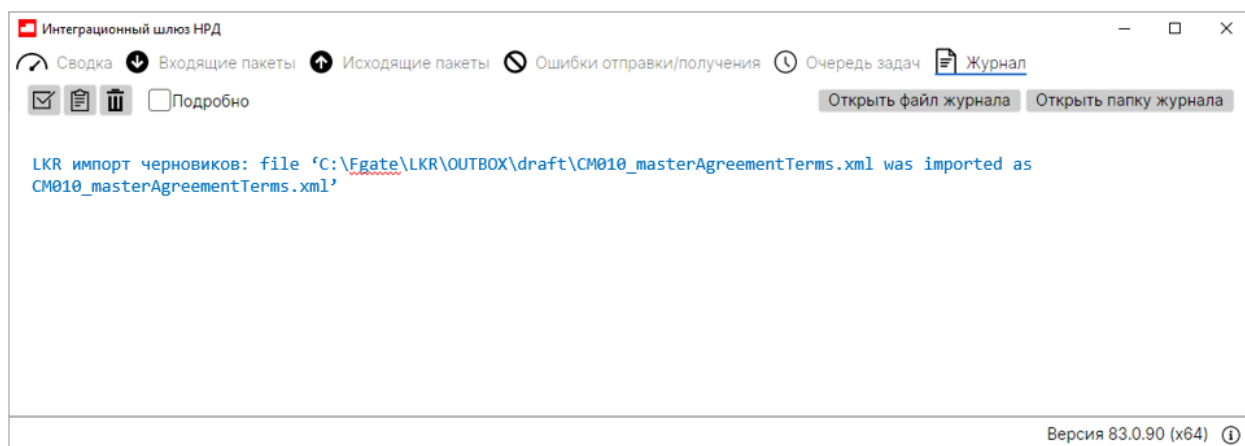 Интеграционный шлюз НРД
Сводка Входящие пакеты Исходящие пакеты Ошибки отправки/получения Очередь задач Журнал
Подробно Открыть файл журнала Открыть папку журнала
LKR импорт черновиков: file ‘C:\Fgate\LKR\OUTBOX\draft\CM010_masterAgreementTerms.xml was imported as
CM010_masterAgreementTerms.xml’
Версия 83.0.90 (x64)